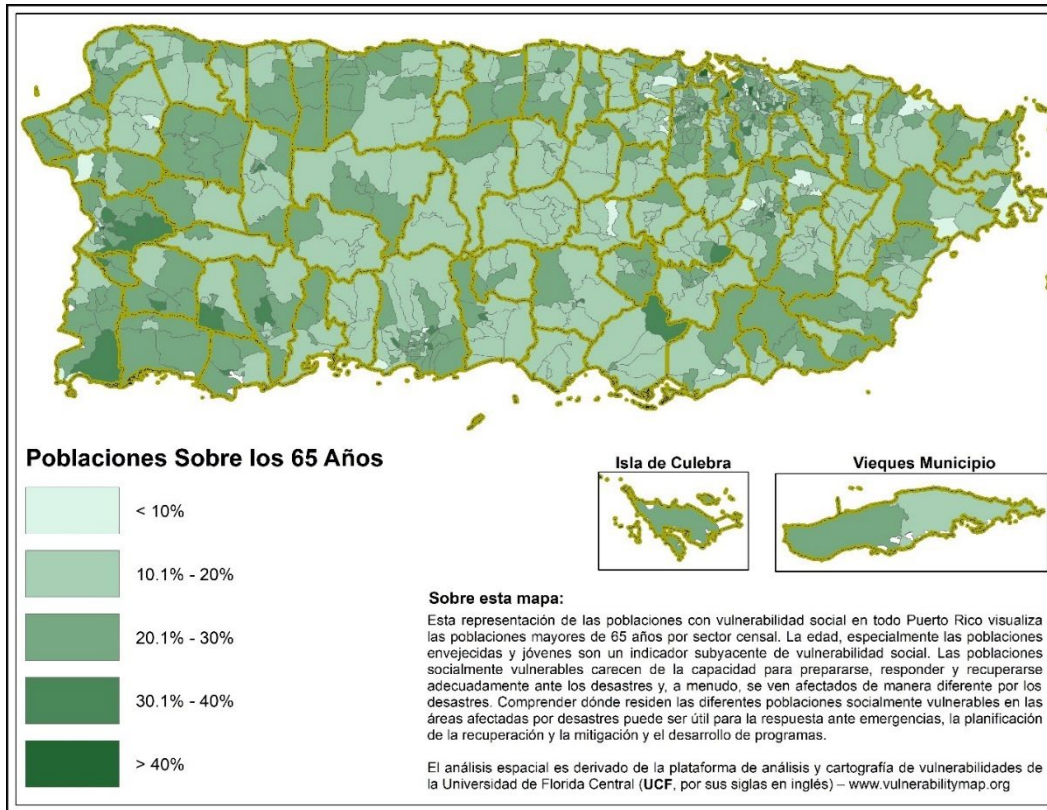 Poblaciones Sobre los 65 Años
< 10%
10.1% - 20%
20.1% - 30%
30.1% - 40%
> 40%
Isla de Culebra
Vieques Municipio
Sobre esta mapa:
Esta representación de las poblaciones con vulnerabilidad social en todo Puerto Rico visualiza
las poblaciones mayores de 65 años por sector censal. La edad, especialmente las poblaciones
envejecidas y jóvenes son un indicador subyacente de vulnerabilidad social. Las poblaciones
socialmente vulnerables carecen de la capacidad para prepararse, responder y recuperarse
adecuadamente ante los desastres y, a menudo, se ven afectados de manera diferente por los
desastres. Comprender dónde residen las diferentes poblaciones socialmente vulnerables en las
áreas afectadas por desastres puede ser útil para la respuesta ante emergencias, la planificación
de la recuperación y la mitigación y el desarrollo de programas.
El análisis espacial es derivado de la plataforma de análisis y cartografía de vulnerabilidades de
la Universidad de Florida Central (UCF, por sus siglas en inglés) – www.vulnerabilitymap.org